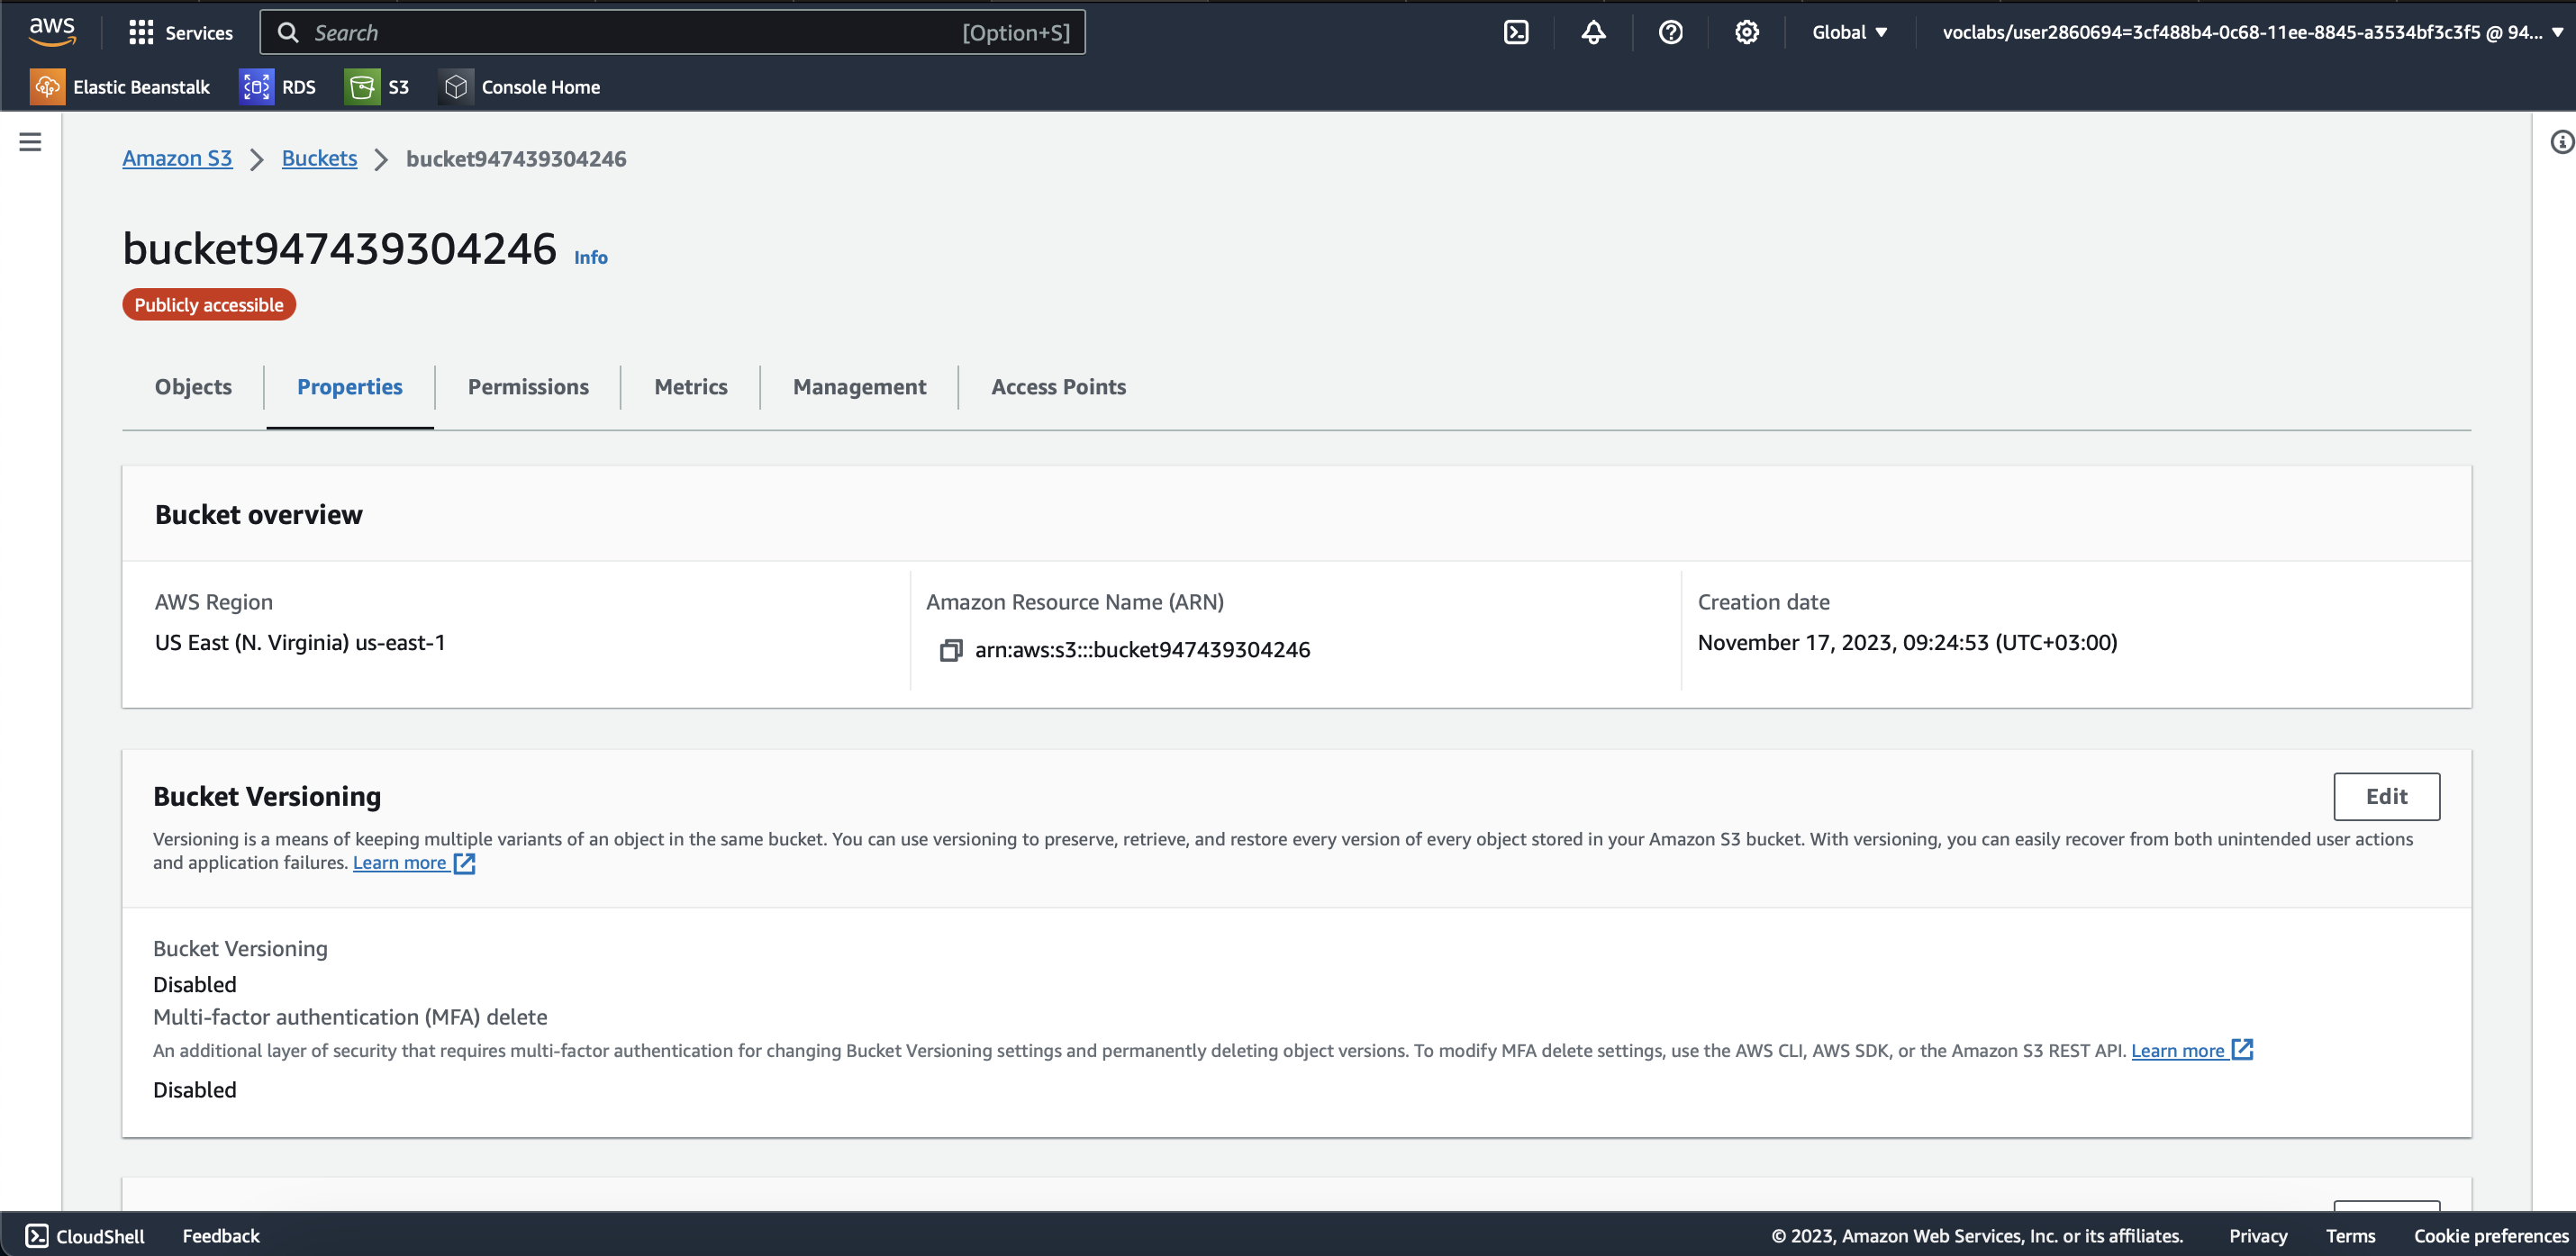 aws Services Search [Option+S] Global voclabs/user2860694=3cf488b4-0c68-11ee-8845-a3534bf3c3f5 @ 94...
Elastic Beanstalk RDS S3 Console Home
Amazon S3 Buckets bucket947439304246
bucket947439304246 Info
Publicly accessible
Objects Properties Permissions Metrics Management Access Points
Bucket overview
AWS Region Amazon Resource Name (ARN) Creation date
US East (N. Virginia) us-east-1 arn:aws:s3:::bucket947439304246 November 17, 2023, 09:24:53 (UTC+03:00)
Bucket Versioning Edit
Versioning is a means of keeping multiple variants of an object in the same bucket. You can use versioning to preserve, retrieve, and restore every version of every object stored in your Amazon S3 bucket. With versioning, you can easily recover from both unintended user actions
and application failures. Learn more
Bucket Versioning
Disabled
Multi-factor authentication (MFA) delete
An additional layer of security that requires multi-factor authentication for changing Bucket Versioning settings and permanently deleting object versions. To modify MFA delete settings, use the AWS CLI, AWS SDK, or the Amazon S3 REST API. Learn more
Disabled
CloudShell Feedback © 2023, Amazon Web Services, Inc. or its affiliates. Privacy Terms Cookie preferences